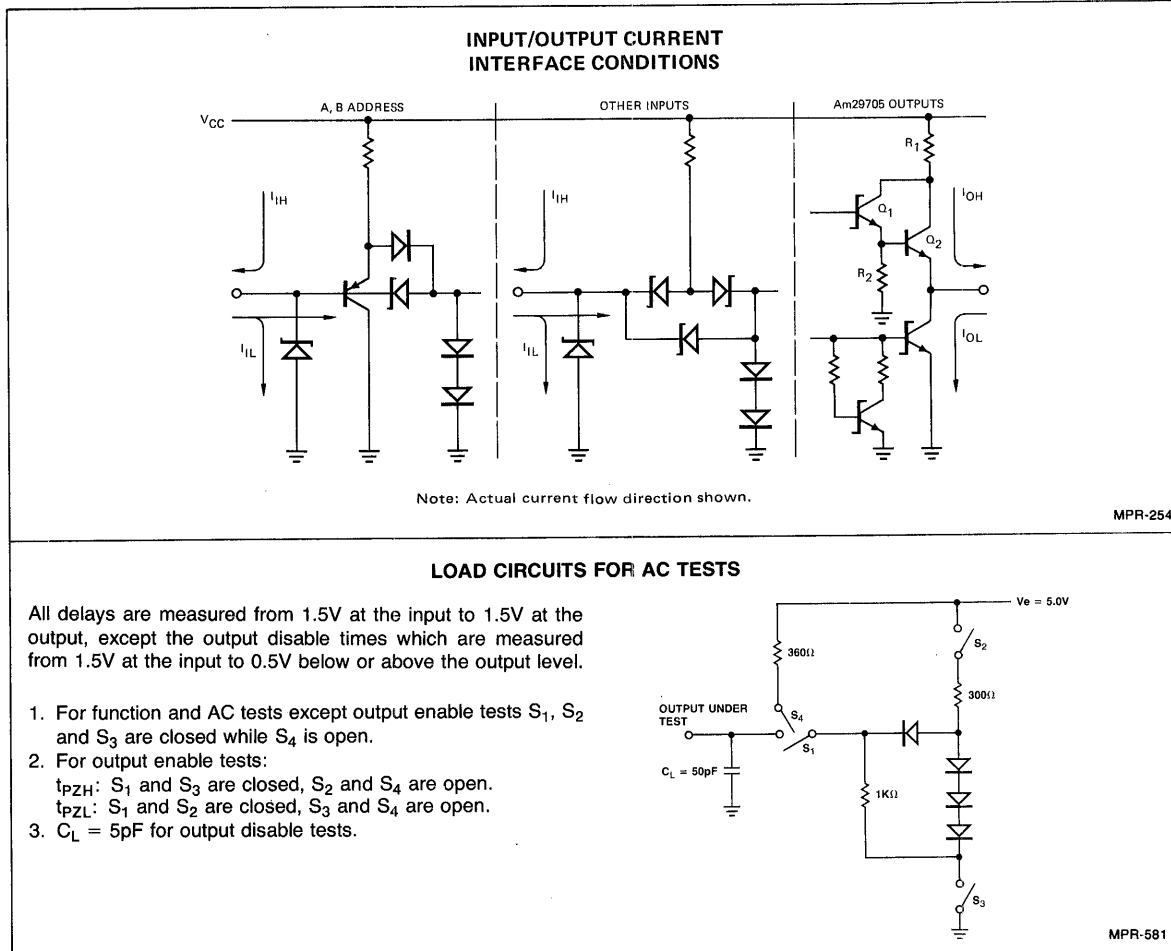 INPUT/OUTPUT CURRENT
INTERFACE CONDITIONS
A, B ADDRESS
OTHER INPUTS
Am29705 OUTPUTS
VCC
R1
IIH
IIH
IOH
Q1
Q2
R2
IIL
IIL
IOL
Note: Actual current flow direction shown.
MPR-254
LOAD CIRCUITS FOR AC TESTS
All delays are measured from 1.5V at the input to 1.5V at the
output, except the output disable times which are measured
from 1.5V at the input to 0.5V below or above the output level.
1. For function and AC tests except output enable tests S1, S2
and S3 are closed while S4 is open.
2. For output enable tests:
tPZH: S1 and S3 are closed, S2 and S4 are open.
tPZL: S1 and S2 are closed, S3 and S4 are open.
3. CL = 5pF for output disable tests.
Ve = 5.0V
S2
360Ω
300Ω
OUTPUT UNDER
TEST
S4
S1
CL = 50pF
1KΩ
S3
MPR-581